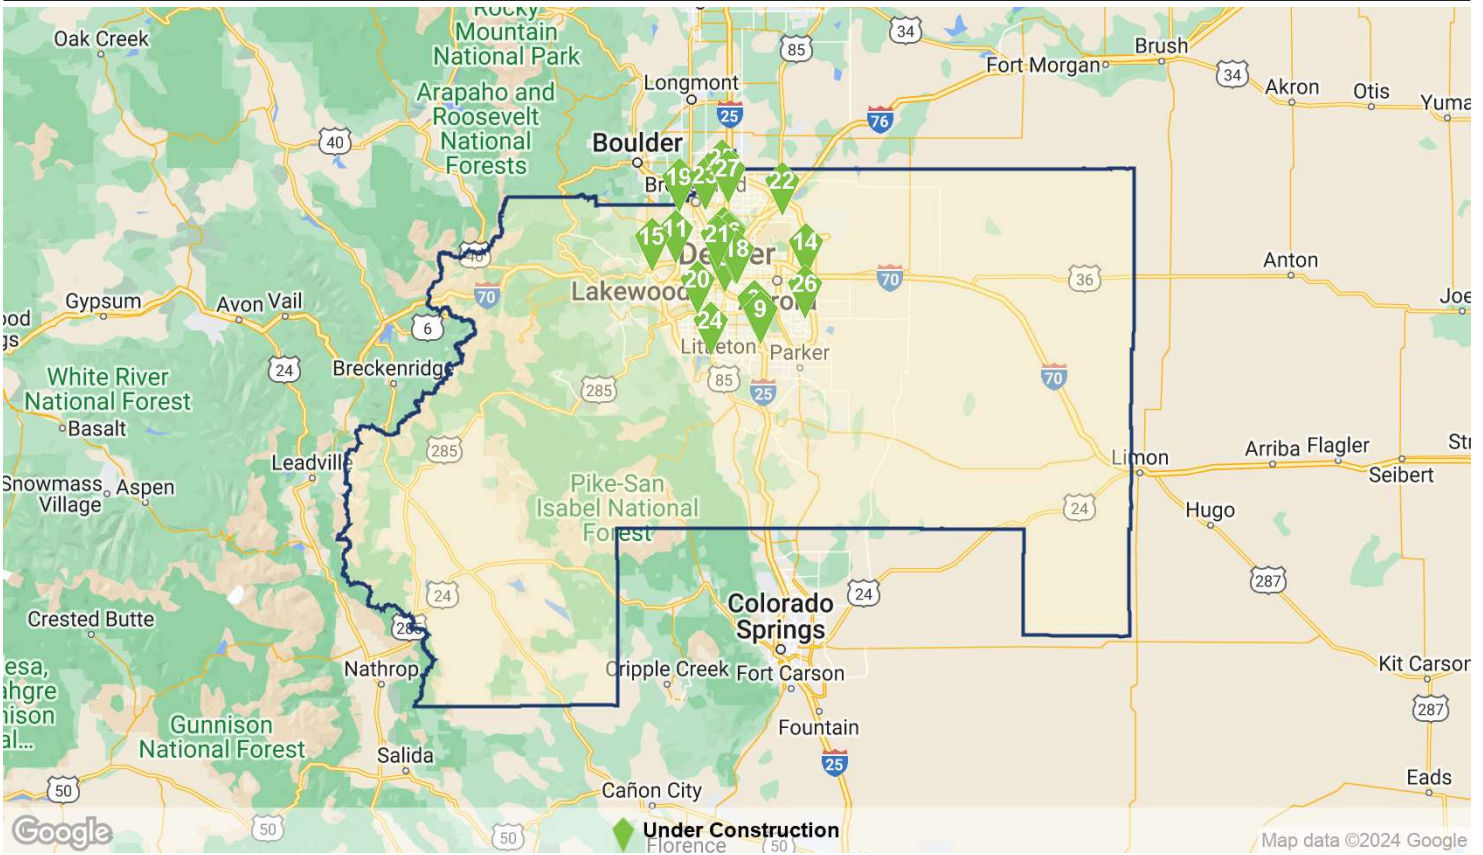 Rocky
Mountain
National Park
Oak Creek
85
34
Brush
Fort Morgan
34
Longmont
Akron
Otis
Yuma
Arapaho and
Roosevelt
National
Forests
25
76
40
Boulder
19
23
27
22
15
11
21
18
14
40
Lakewood
20
26
70
36
Anton
Gypsum
Avon
Vail
70
9
24
6
Littleton
Parker
24
Breckenridge
85
25
285
70
White River
National Forest
Basalt
285
Leadville
Limon
Arriba
Flagler
Seibert
Snowmass
Village
Aspen
Pike-San
Isabel National
Forest
24
Hugo
24
24
287
Colorado
Springs
Crested Butte
Nathrop
Cripple Creek
Fort Carson
Kit Carson
287
Gunnison
National Forest
Fountain
Salida
25
50
Cañon City
Eads
Google
50
50
Under Construction
Florence
50
Map data ©2024 Google